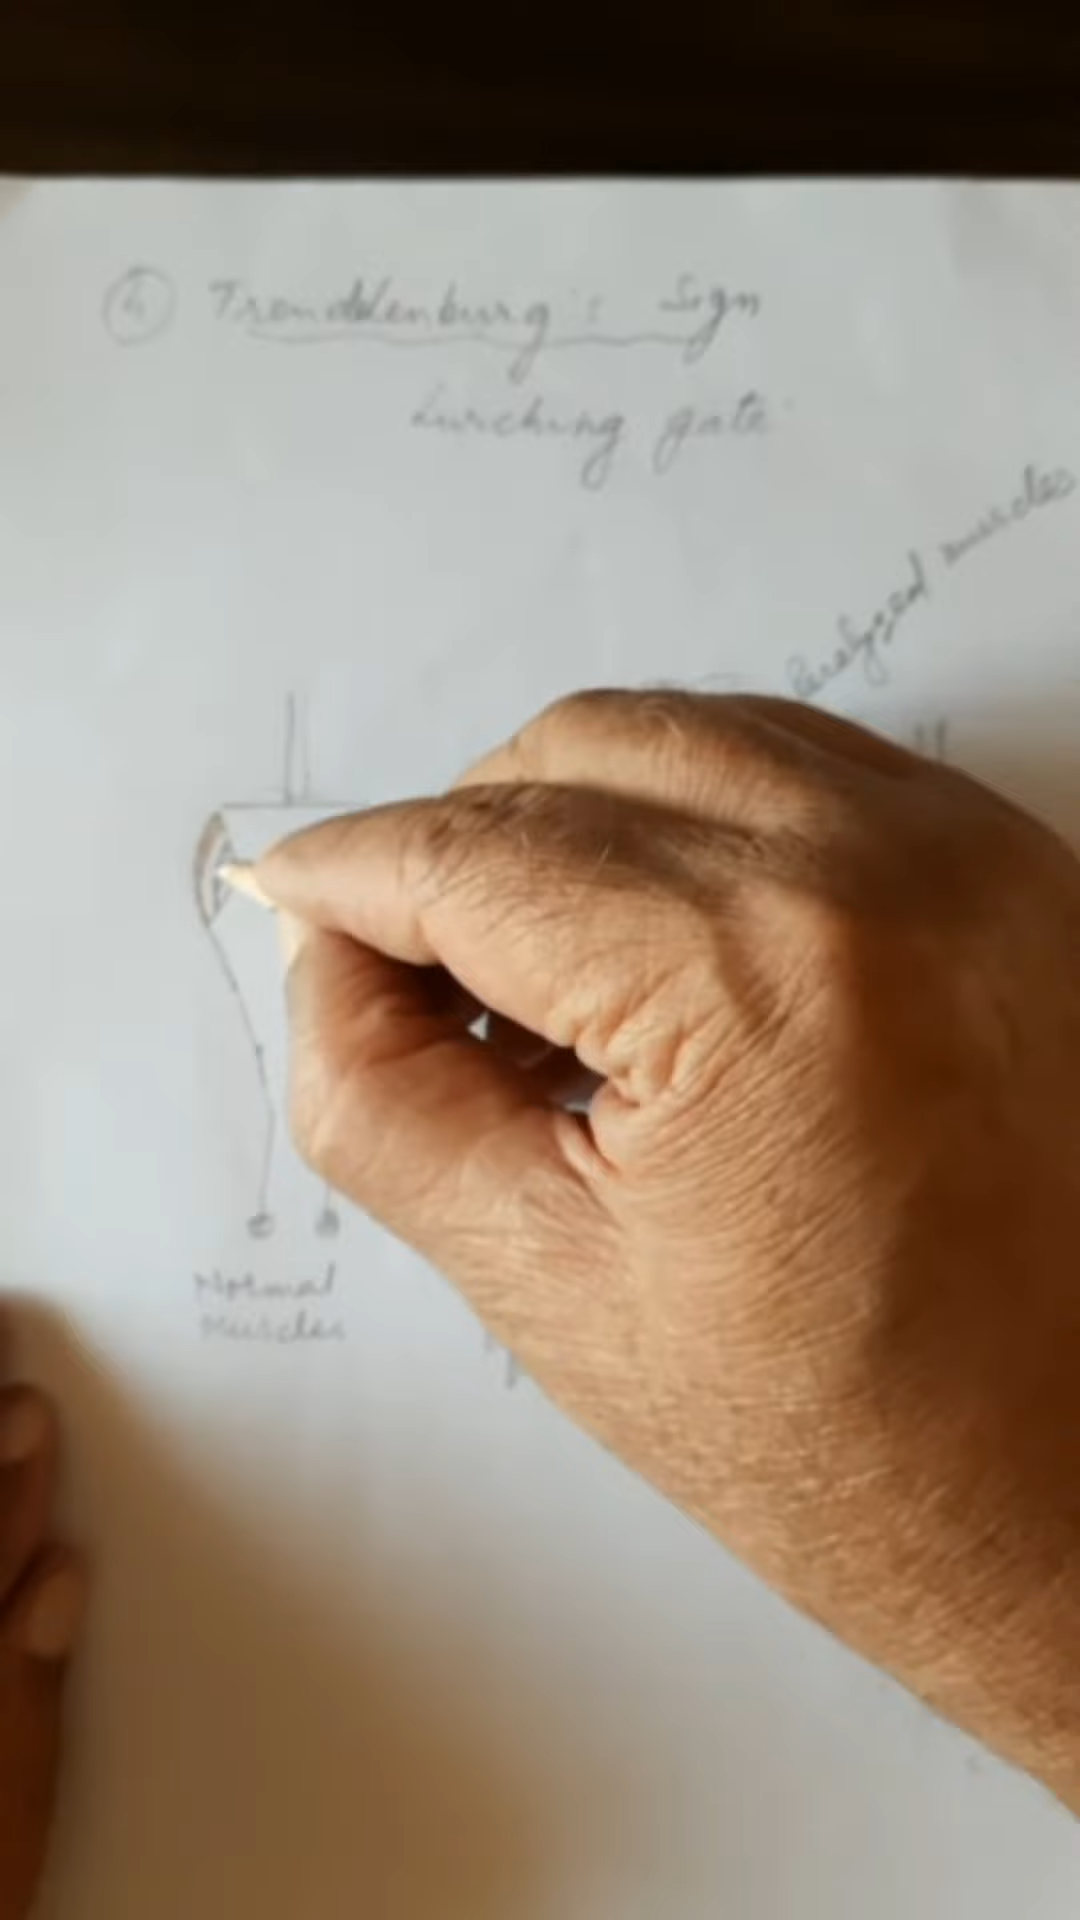 ④ Trendelenburg's Sign
Lurching gate
Paralyzed muscles
Normal
Muscles